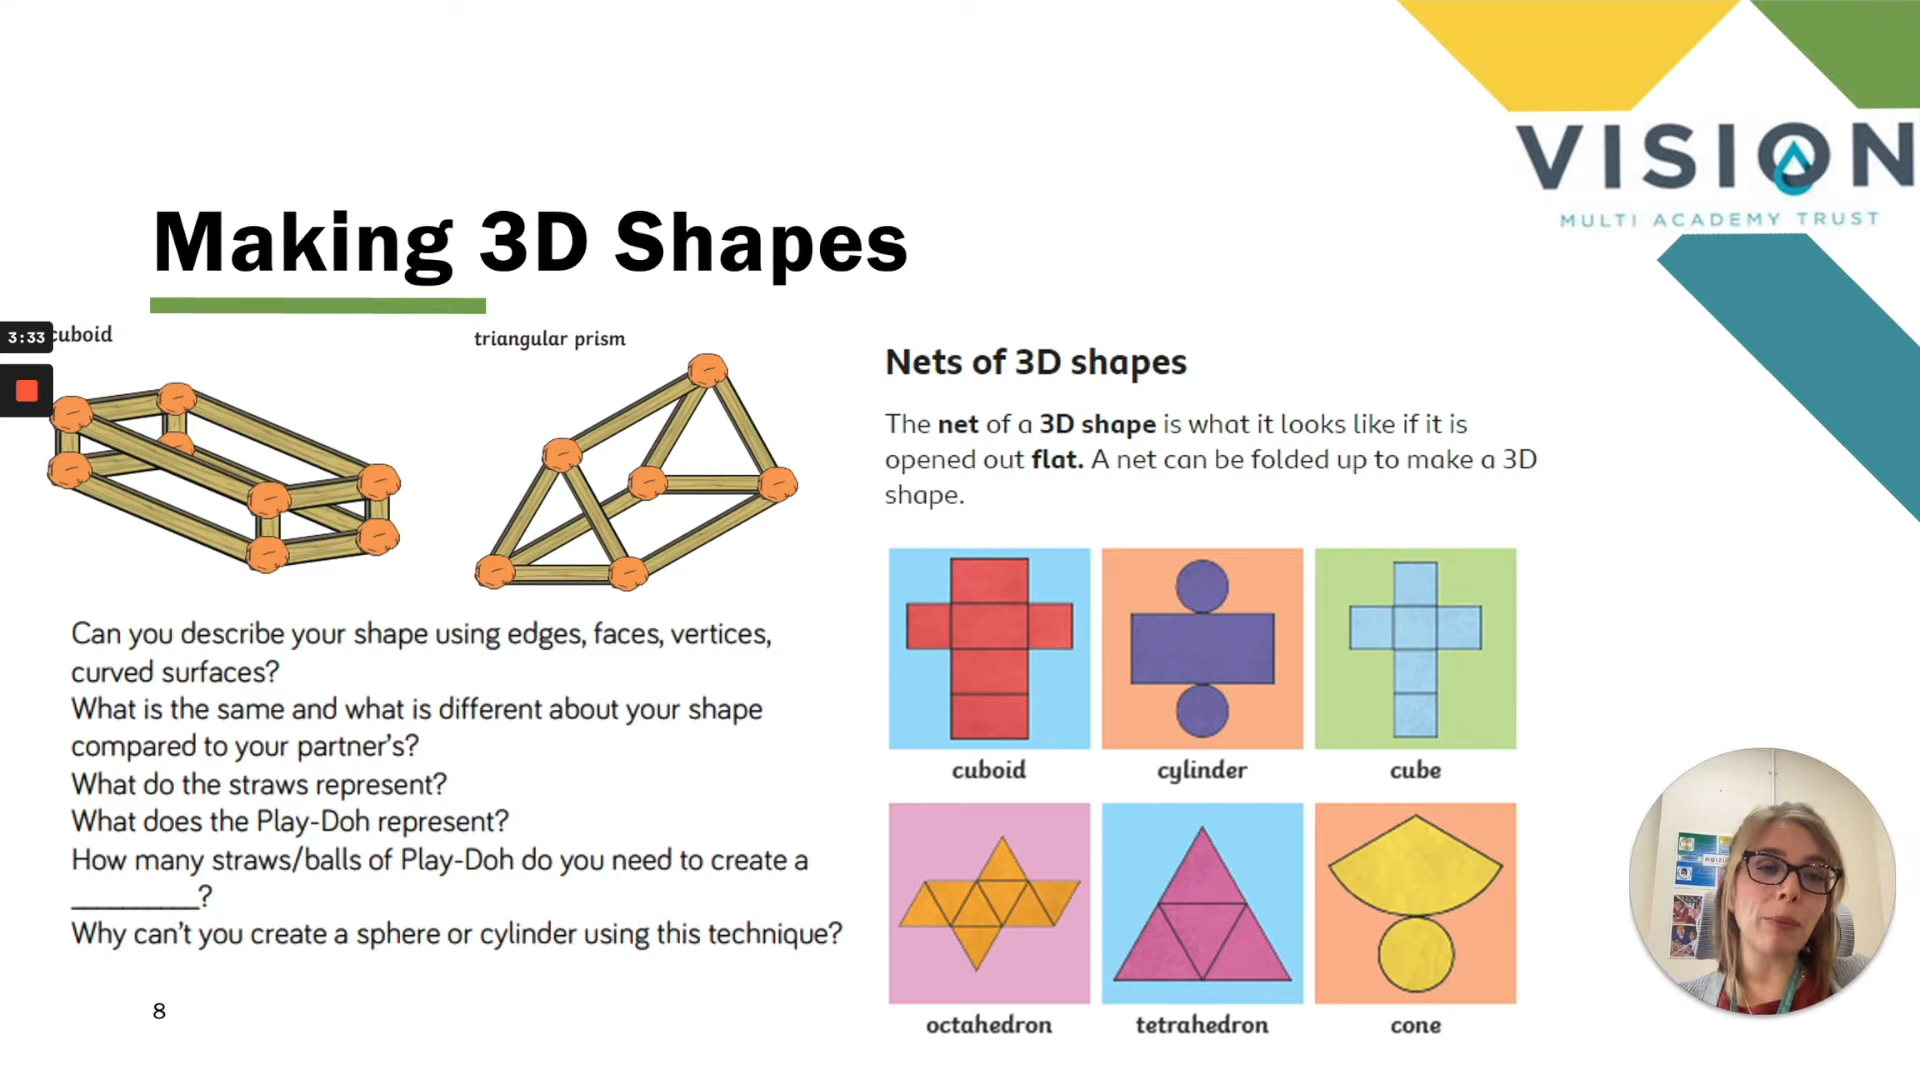 VISION
MULTI ACADEMY TRUST
Making 3D Shapes
3:33
cuboid
triangular prism
Can you describe your shape using edges, faces, vertices,
curved surfaces?
What is the same and what is different about your shape
compared to your partner's?
What do the straws represent?
What does the Play-Doh represent?
How many straws/balls of Play-Doh do you need to create a
__________?
Why can't you create a sphere or cylinder using this technique?
8
Nets of 3D shapes
The net of a 3D shape is what it looks like if it is
opened out flat. A net can be folded up to make a 3D
shape.
cuboid
cylinder
cube
octahedron
tetrahedron
cone